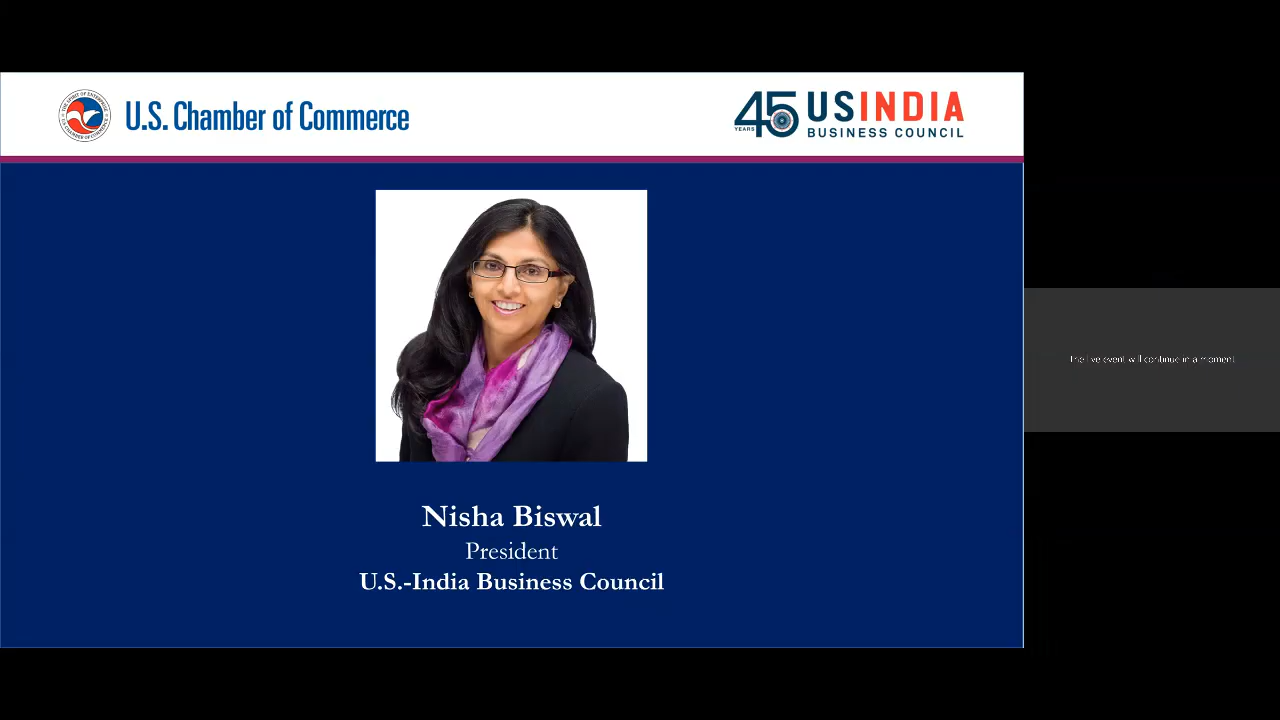 U.S. Chamber of Commerce
45 YEARS USINDIA
BUSINESS COUNCIL
Nisha Biswal
President
U.S.-India Business Council
The live event will continue in a moment